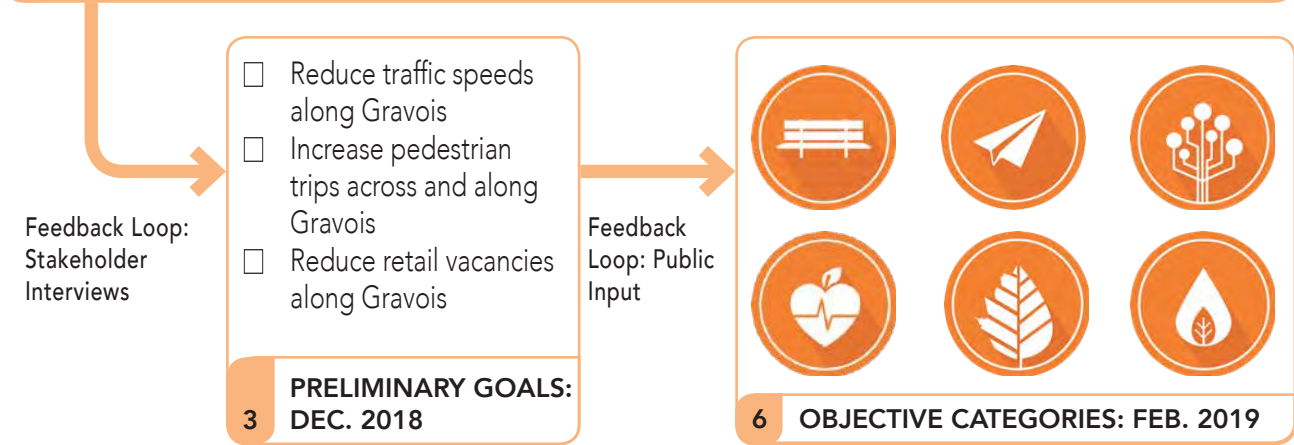 Feedback Loop:
Stakeholder
Interviews
☐ Reduce traffic speeds
along Gravois
☐ Increase pedestrian
trips across and along
Gravois
☐ Reduce retail vacancies
along Gravois
3
PRELIMINARY GOALS:
DEC. 2018
Feedback
Loop: Public
Input
6 OBJECTIVE CATEGORIES: FEB. 2019